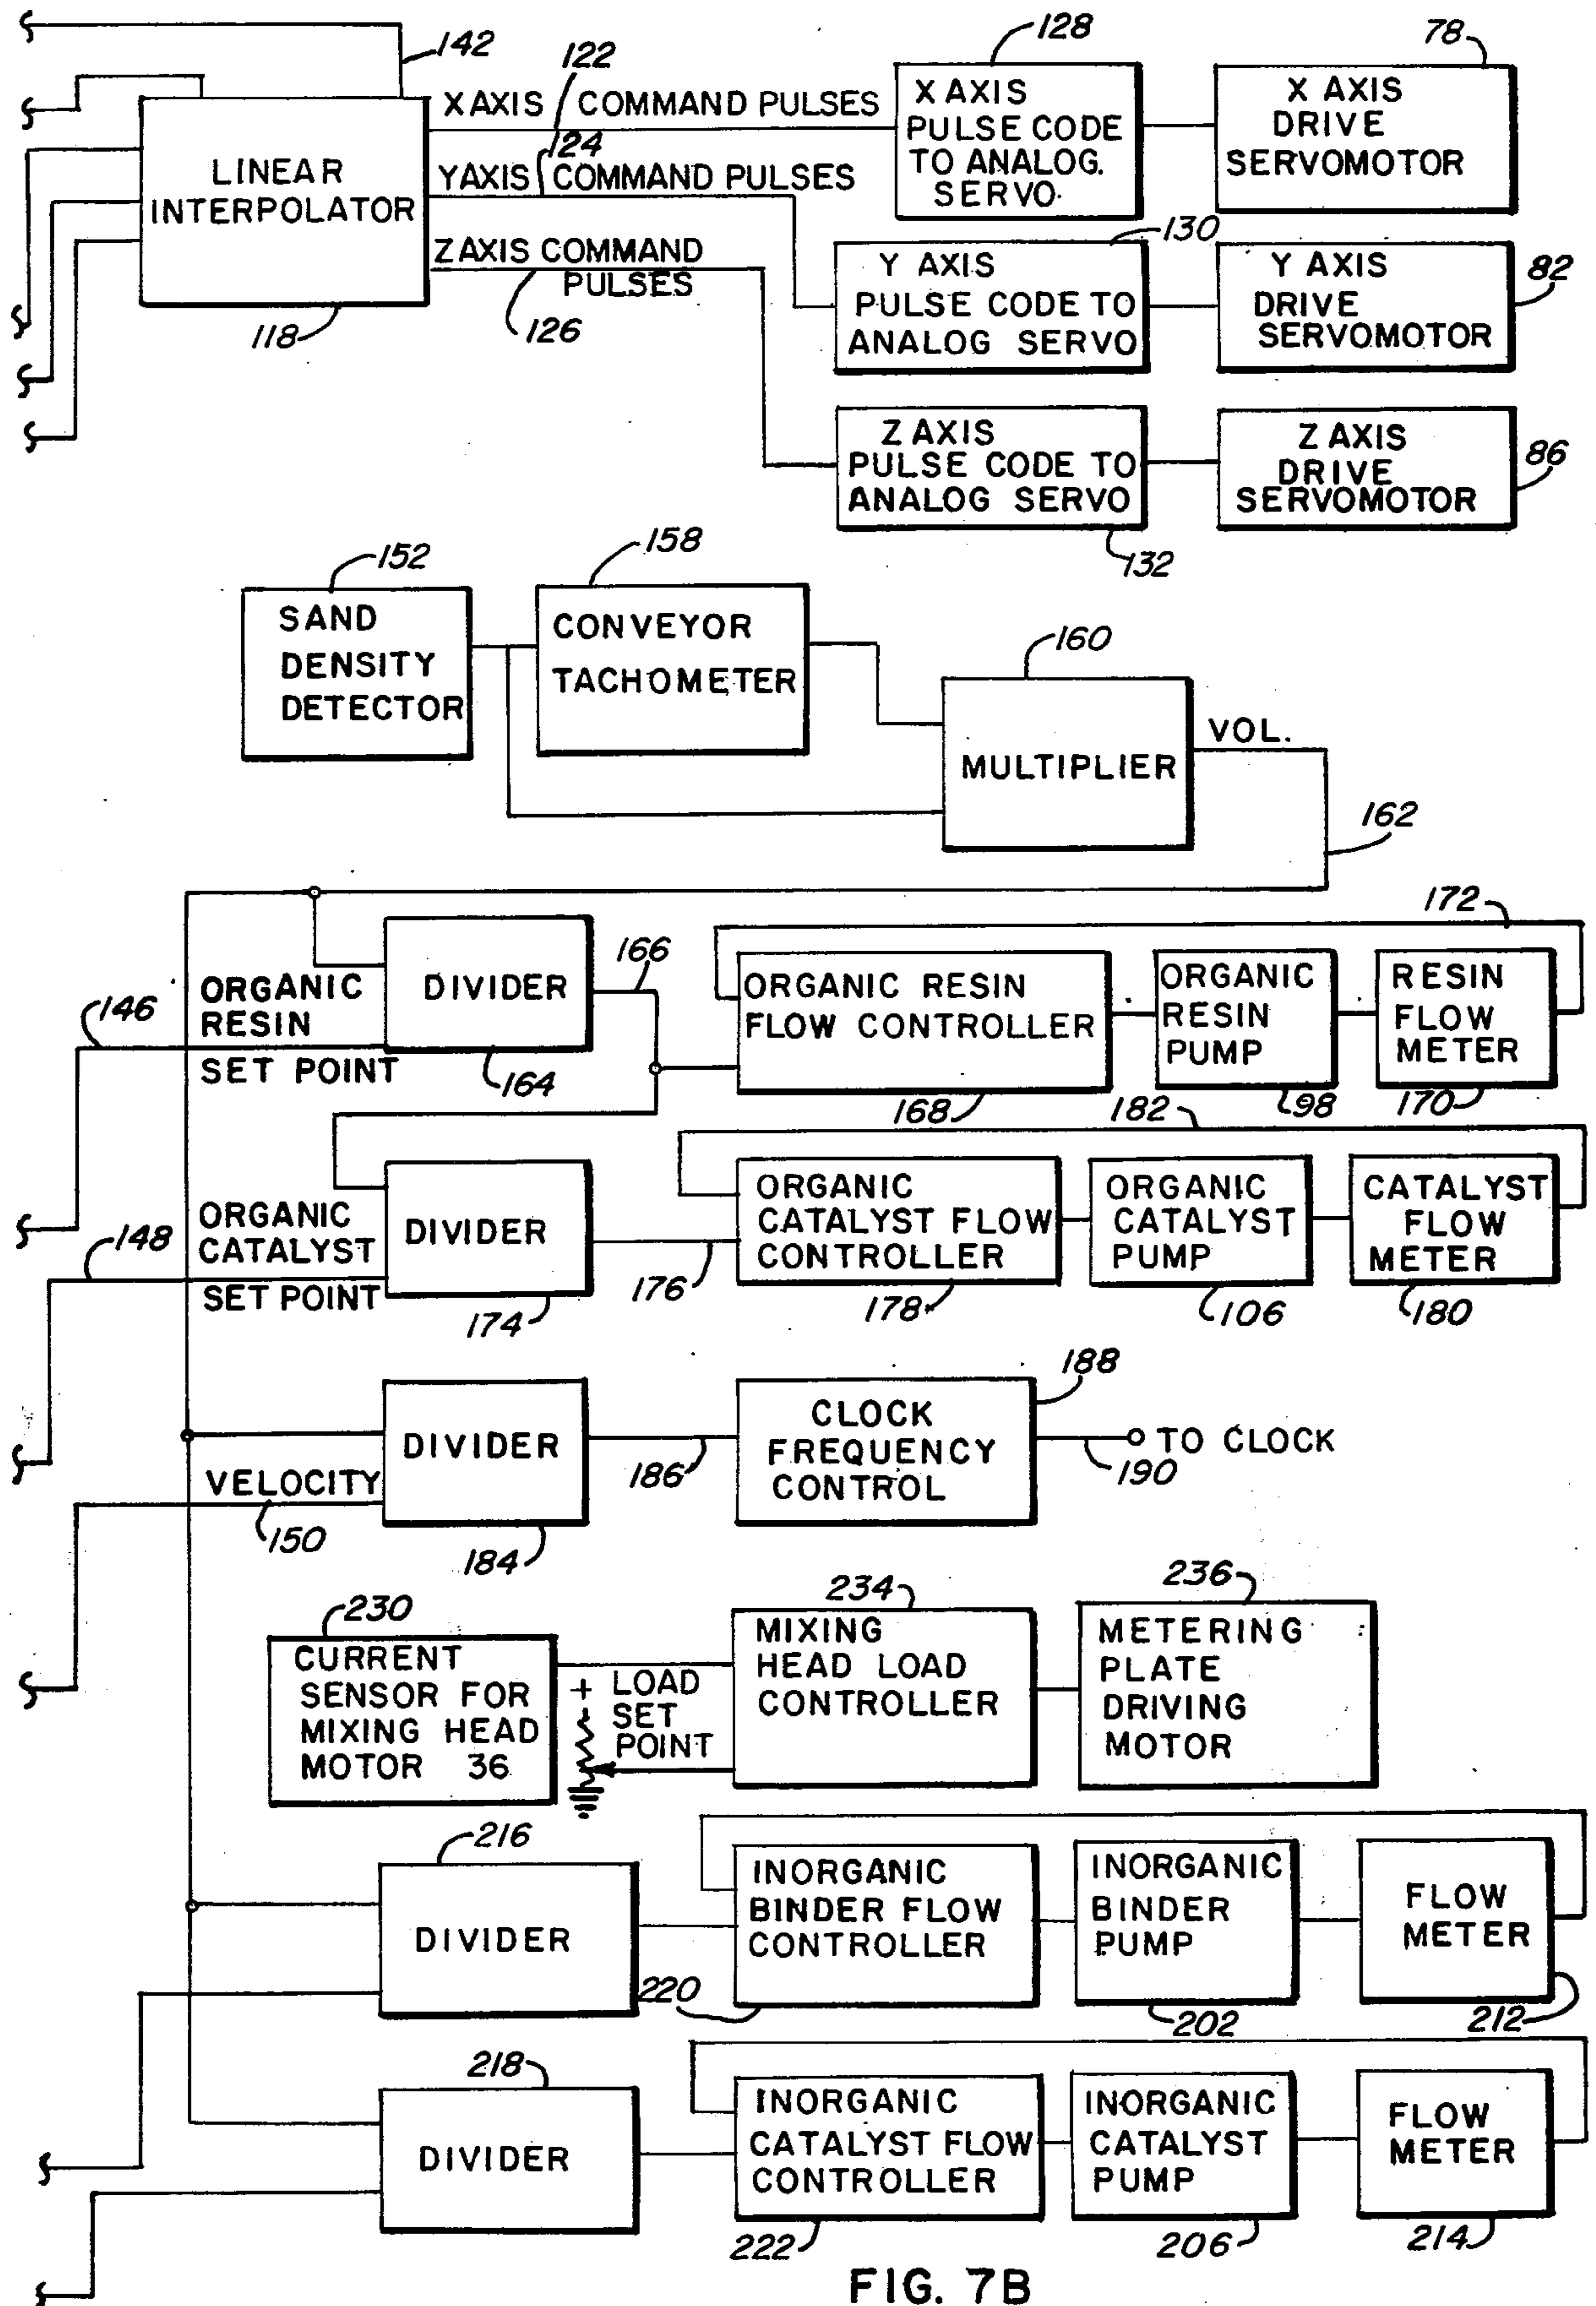 142
122
128
78
X AXIS COMMAND PULSES
X AXIS
PULSE CODE
TO ANALOG.
SERVO.
X AXIS
DRIVE
SERVOMOTOR
LINEAR
INTERPOLATOR
124
Y AXIS COMMAND PULSES
Z AXIS COMMAND
PULSES
118
126
130
Y AXIS
PULSE CODE TO
ANALOG SERVO
Y AXIS
DRIVE
SERVOMOTOR
82
Z AXIS
PULSE CODE TO
ANALOG SERVO
Z AXIS
DRIVE
SERVOMOTOR
86
132
152
158
SAND
DENSITY
DETECTOR
CONVEYOR
TACHOMETER
160
MULTIPLIER
VOL.
162
172
146
ORGANIC
RESIN
SET POINT
DIVIDER
166
164
ORGANIC RESIN
FLOW CONTROLLER
ORGANIC
RESIN
PUMP
RESIN
FLOW
METER
168
98
170
182
148
ORGANIC
CATALYST
SET POINT
DIVIDER
174
176
ORGANIC
CATALYST FLOW
CONTROLLER
ORGANIC
CATALYST
PUMP
CATALYST
FLOW
METER
178
106
180
188
VELOCITY
150
DIVIDER
184
186
CLOCK
FREQUENCY
CONTROL
190
TO CLOCK
230
CURRENT
SENSOR FOR
MIXING HEAD
MOTOR 36
+ LOAD
SET
POINT
234
MIXING
HEAD LOAD
CONTROLLER
236
METERING
PLATE
DRIVING
MOTOR
216
DIVIDER
220
INORGANIC
BINDER FLOW
CONTROLLER
INORGANIC
BINDER
PUMP
FLOW
METER
202
212
218
DIVIDER
INORGANIC
CATALYST FLOW
CONTROLLER
INORGANIC
CATALYST
PUMP
FLOW
METER
222
206
214
FIG. 7B